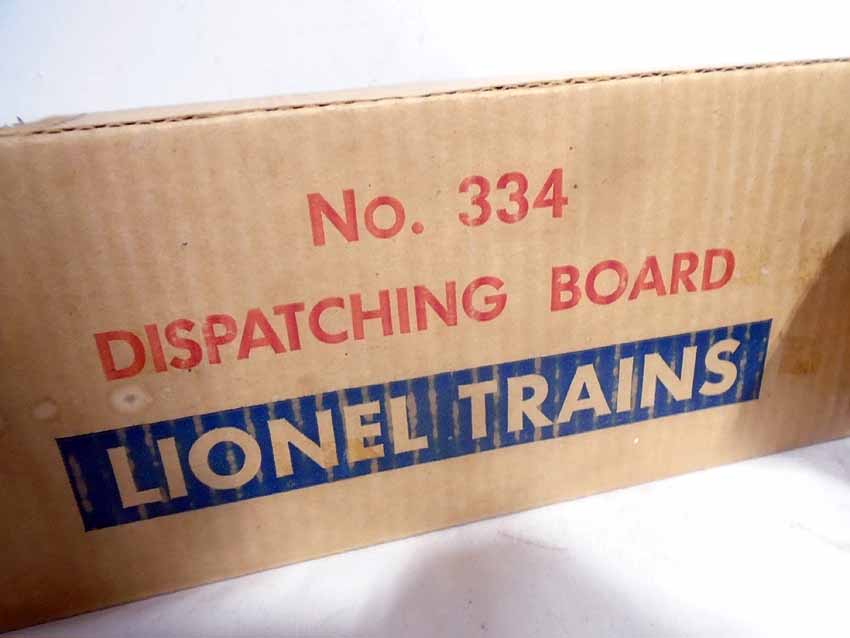 No. 334
DISPATCHING BOARD
LIONEL TRAINS